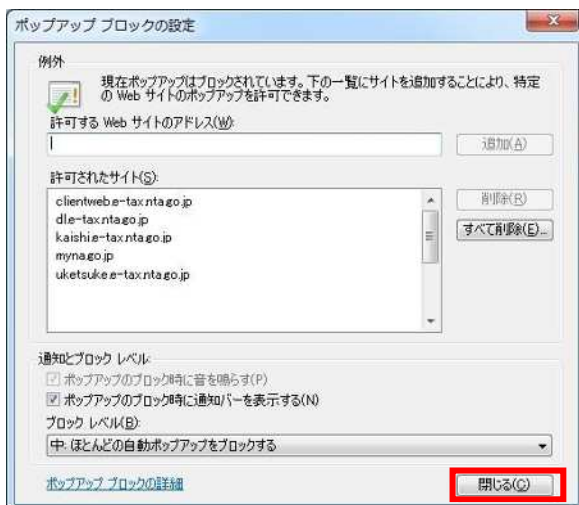 ポップアップ ブロックの設定
例外
現在ポップアップはブロックされています。下の一覧にサイトを追加することにより、特定
の Web サイトのポップアップを許可できます。
許可する Web サイトのアドレス(W):
追加(A)
許可されたサイト(S):
clientweb.e-tax.nta.go.jp
dl.e-tax.nta.go.jp
kaishi.e-tax.nta.go.jp
myna.go.jp
uketsuke.e-tax.nta.go.jp
削除(R)
すべて削除(E)...
通知とブロック レベル:
ポップアップのブロック時に音を鳴らす(P)
ポップアップのブロック時に通知バーを表示する(N)
ブロック レベル(B):
中: ほとんどの自動ポップアップをブロックする
ポップアップ ブロックの詳細
閉じる(C)